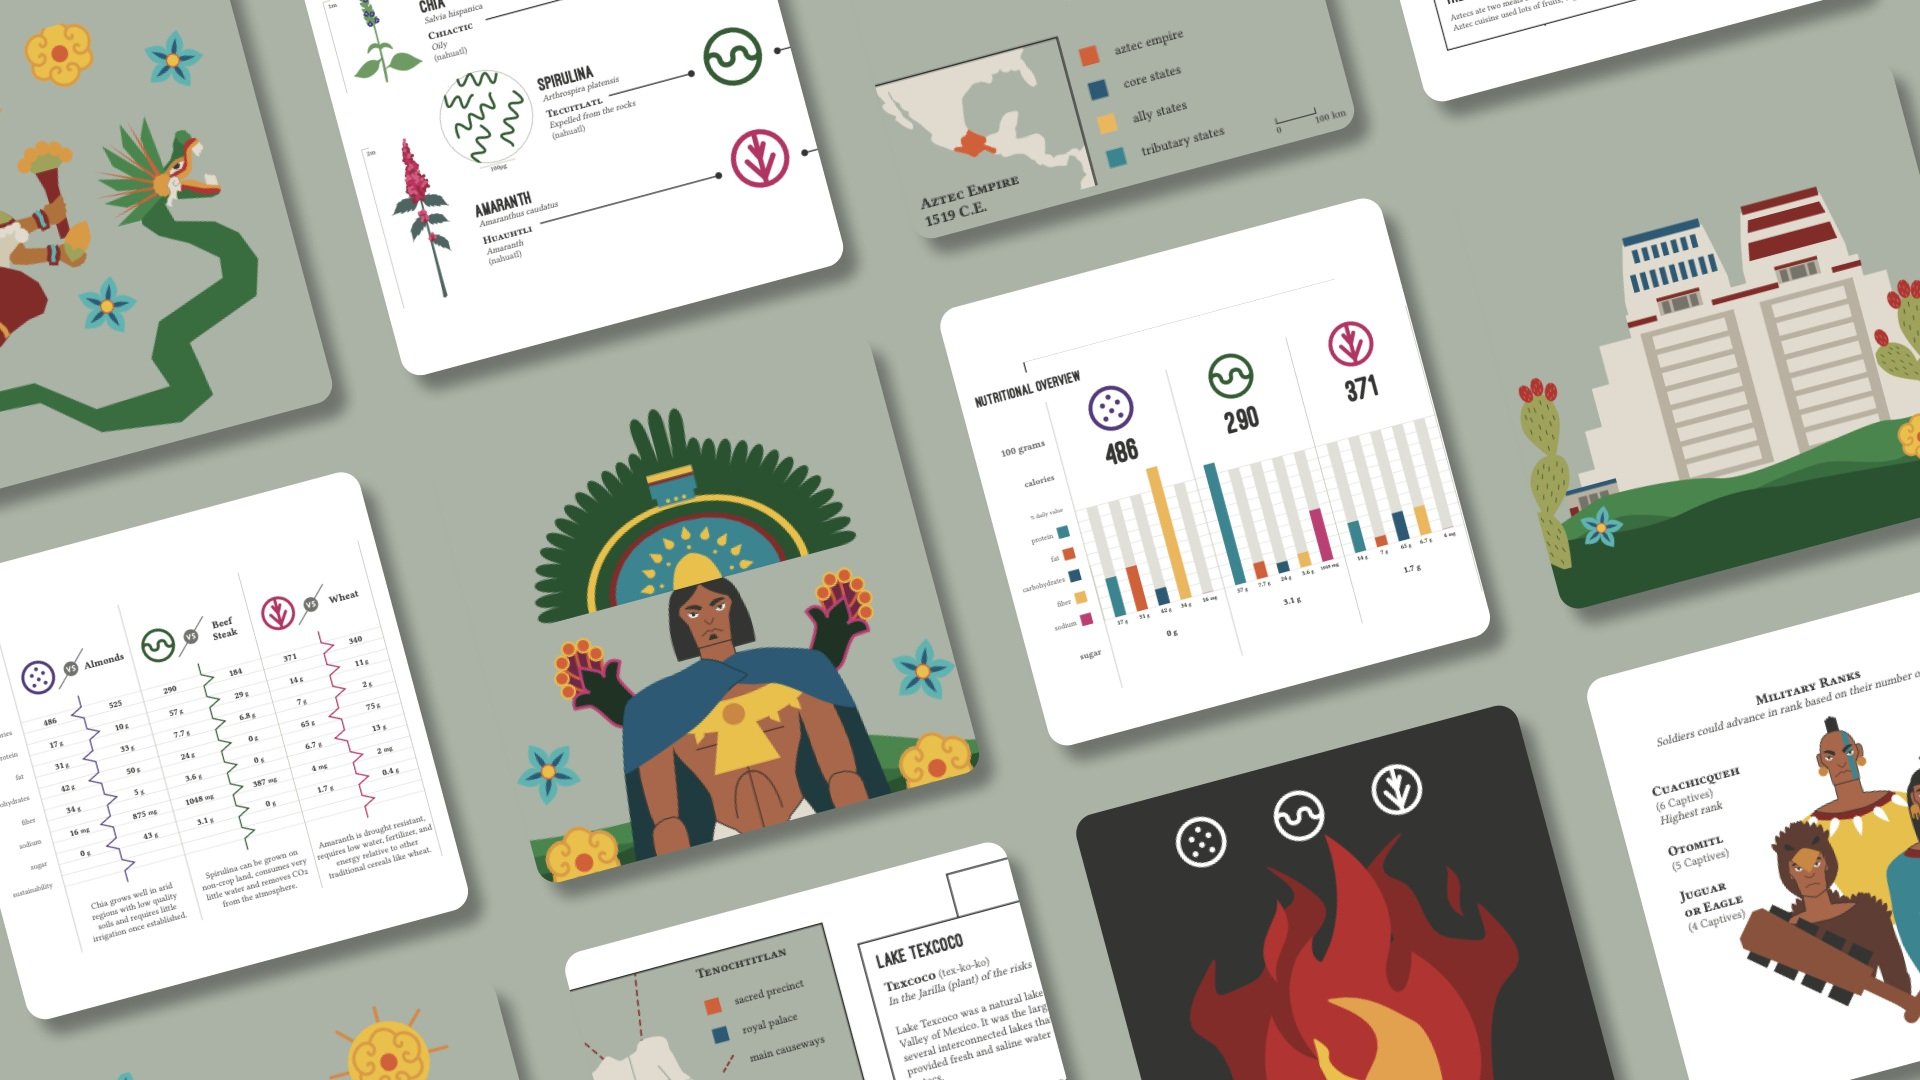 1m
CHIA
Salvia hispanica
CHIACTIC
Oily
(nahuatl)
SPIRULINA
Arthrospira platensis
TECUITLATL
Expelled from the rocks
(nahuatl)
100µg
2m
AMARANTH
Amaranthus caudatus
HUAUHTLI
Amaranth
(nahuatl)
aztec empire
core states
ally states
tributary states
0
100 km
AZTEC EMPIRE
1519 C.E.
Aztecs ate two meals
Aztec cuisine used lots of fruits,
NUTRITIONAL OVERVIEW
486
290
371
100 grams
calories
% daily value
protein
fat
carbohydrates
fiber
sodium
sugar
17 g
31 g
42 g
34 g
16 mg
57 g
7.7 g
24 g
3.6 g
1048 mg
14 g
7 g
65 g
6.7 g
4 mg
0 g
3.1 g
1.7 g
VS
Almonds
VS
Beef
Steak
VS
Wheat
486
525
290
184
371
340
17 g
10 g
57 g
29 g
14 g
11 g
31 g
33 g
7.7 g
6.8 g
7 g
2 g
42 g
50 g
24 g
0 g
65 g
75 g
34 g
5 g
3.6 g
0 g
6.7 g
13 g
16 mg
875 mg
1048 mg
387 mg
4 mg
2 mg
0 g
43 g
3.1 g
0 g
1.7 g
0.4 g
ories
rotein
fat
ohydrates
fiber
sodium
sugar
sustainability
Chia grows well in arid
regions with low quality
soils and requires little
irrigation once established.
Spirulina can be grown on
non-crop land, consumes very
little water and removes CO₂
from the atmosphere.
Amaranth is drought resistant,
requires low water, fertilizer, and
energy relative to other
traditional cereals like wheat.
TENOCHTITLAN
sacred precinct
royal palace
main causeways
LAKE TEXCOCO
TEXCOCO (tex-ko-ko)
In the Jarilla (plant) of the risks
Lake Texcoco was a natural lake
Valley of Mexico. It was the larg
several interconnected lakes tha
provided fresh and saline water
MILITARY RANKS
Soldiers could advance in rank based on their number o
CUACHICQUEH
(6 Captives)
Highest rank
OTOMITL
(5 Captives)
JUGUAR
OR EAGLE
(4 Captives)